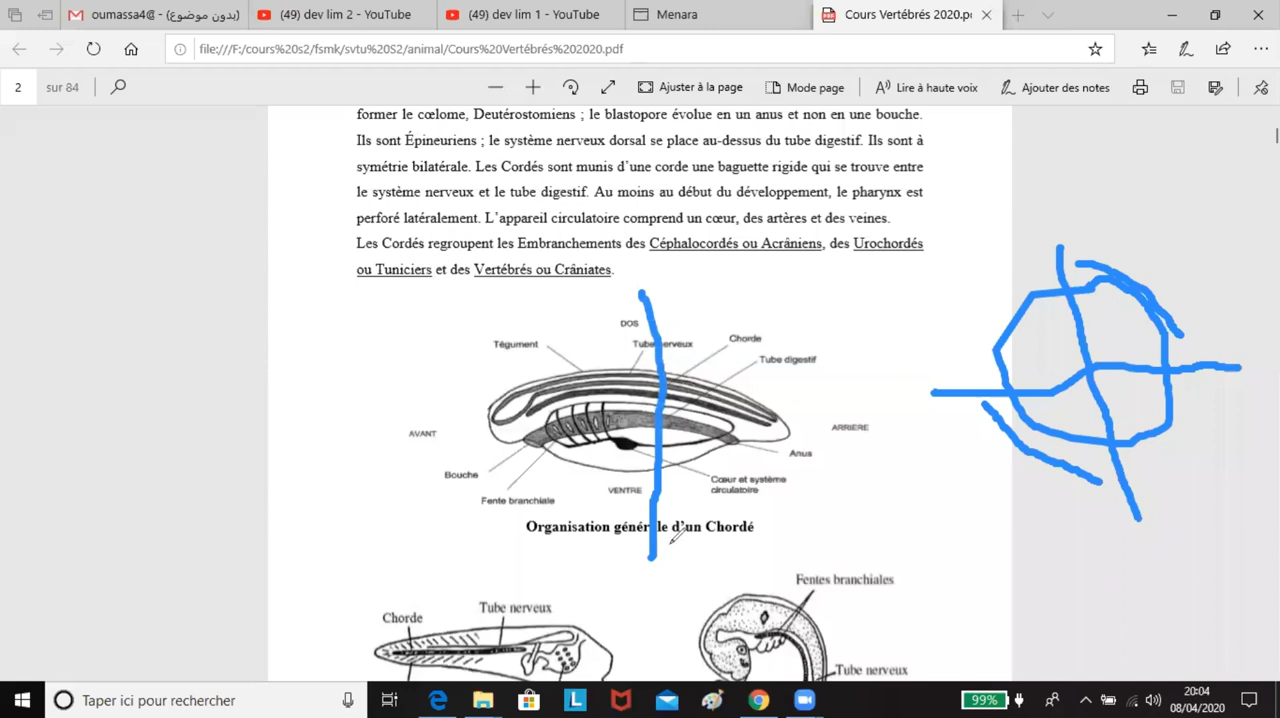 oumassa4@ - (بدون موضوع)
(49) dev lim 2 - YouTube
(49) dev lim 1 - YouTube
Menara
Cours Vertébrés 2020.p
file:///F:/cours%20s2/fsmk/svtu%20S2/animal/Cours%20Vertébrés%202020.pdf
2 sur 84
Ajuster à la page
Mode page
Lire à haute voix
Ajouter des notes
former le cœlome, Deutérostomiens ; le blastopore évolue en un anus et non en une bouche.
Ils sont Épineuriens ; le système nerveux dorsal se place au-dessus du tube digestif. Ils sont à
symétrie bilatérale. Les Cordés sont munis d'une corde une baguette rigide qui se trouve entre
le système nerveux et le tube digestif. Au moins au début du développement, le pharynx est
perforé latéralement. L'appareil circulatoire comprend un cœur, des artères et des veines.
Les Cordés regroupent les Embranchements des Céphalocordés ou Acrâniens, des Urochordés
ou Tuniciers et des Vertébrés ou Crâniates.
DOS
Tégument
Tube nerveux
Chorde
Tube digestif
AVANT
ARRIERE
Anus
Bouche
Cœur et système
circulatoire
VENTRE
Fente branchiale
Organisation générale d'un Chordé
Fentes branchiales
Tube nerveux
Chorde
Tube nerveux
Taper ici pour rechercher
99%
20:04
08/04/2020